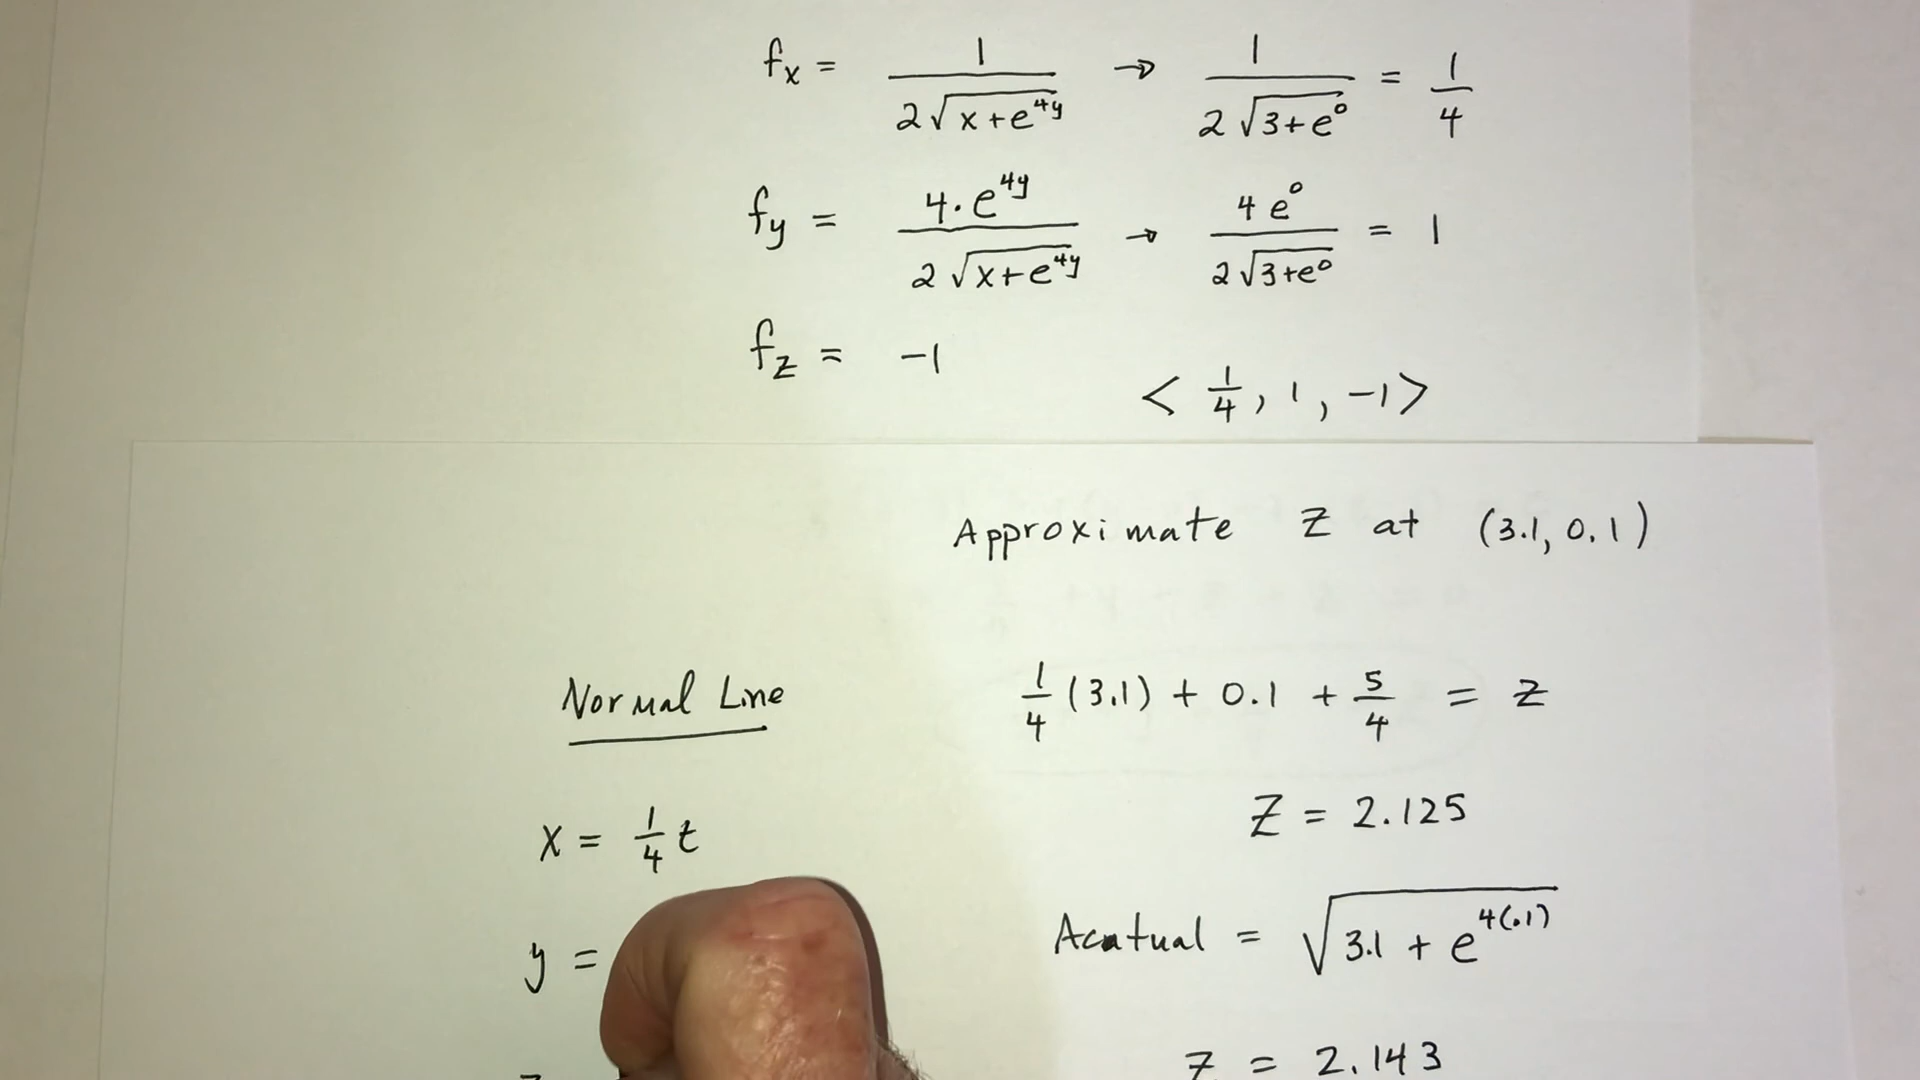 fx = 1 / (2√(x+e^4y)) → 1 / (2√(3+e^0)) = 1/4
fy = 4·e^4y / (2√(x+e^4y)) → 4e^0 / (2√(3+e^0)) = 1
fz = -1
< 1/4, 1, -1>
Approximate Z at (3.1, 0.1)
Normal Line
1/4 (3.1) + 0.1 + 5/4 = Z
x = 1/4 t
Z = 2.125
y =
Acutual = √(3.1 + e^4(.1))
Z = 2.143